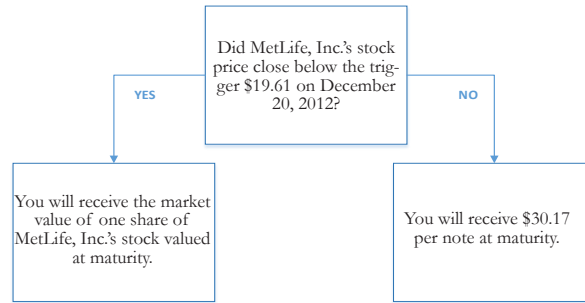 Did MetLife, Inc.'s stock
price close below the trig-
ger $19.61 on December
20, 2012?
YES
NO
You will receive the market
value of one share of
MetLife, Inc.'s stock valued
at maturity.
You will receive $30.17
per note at maturity.